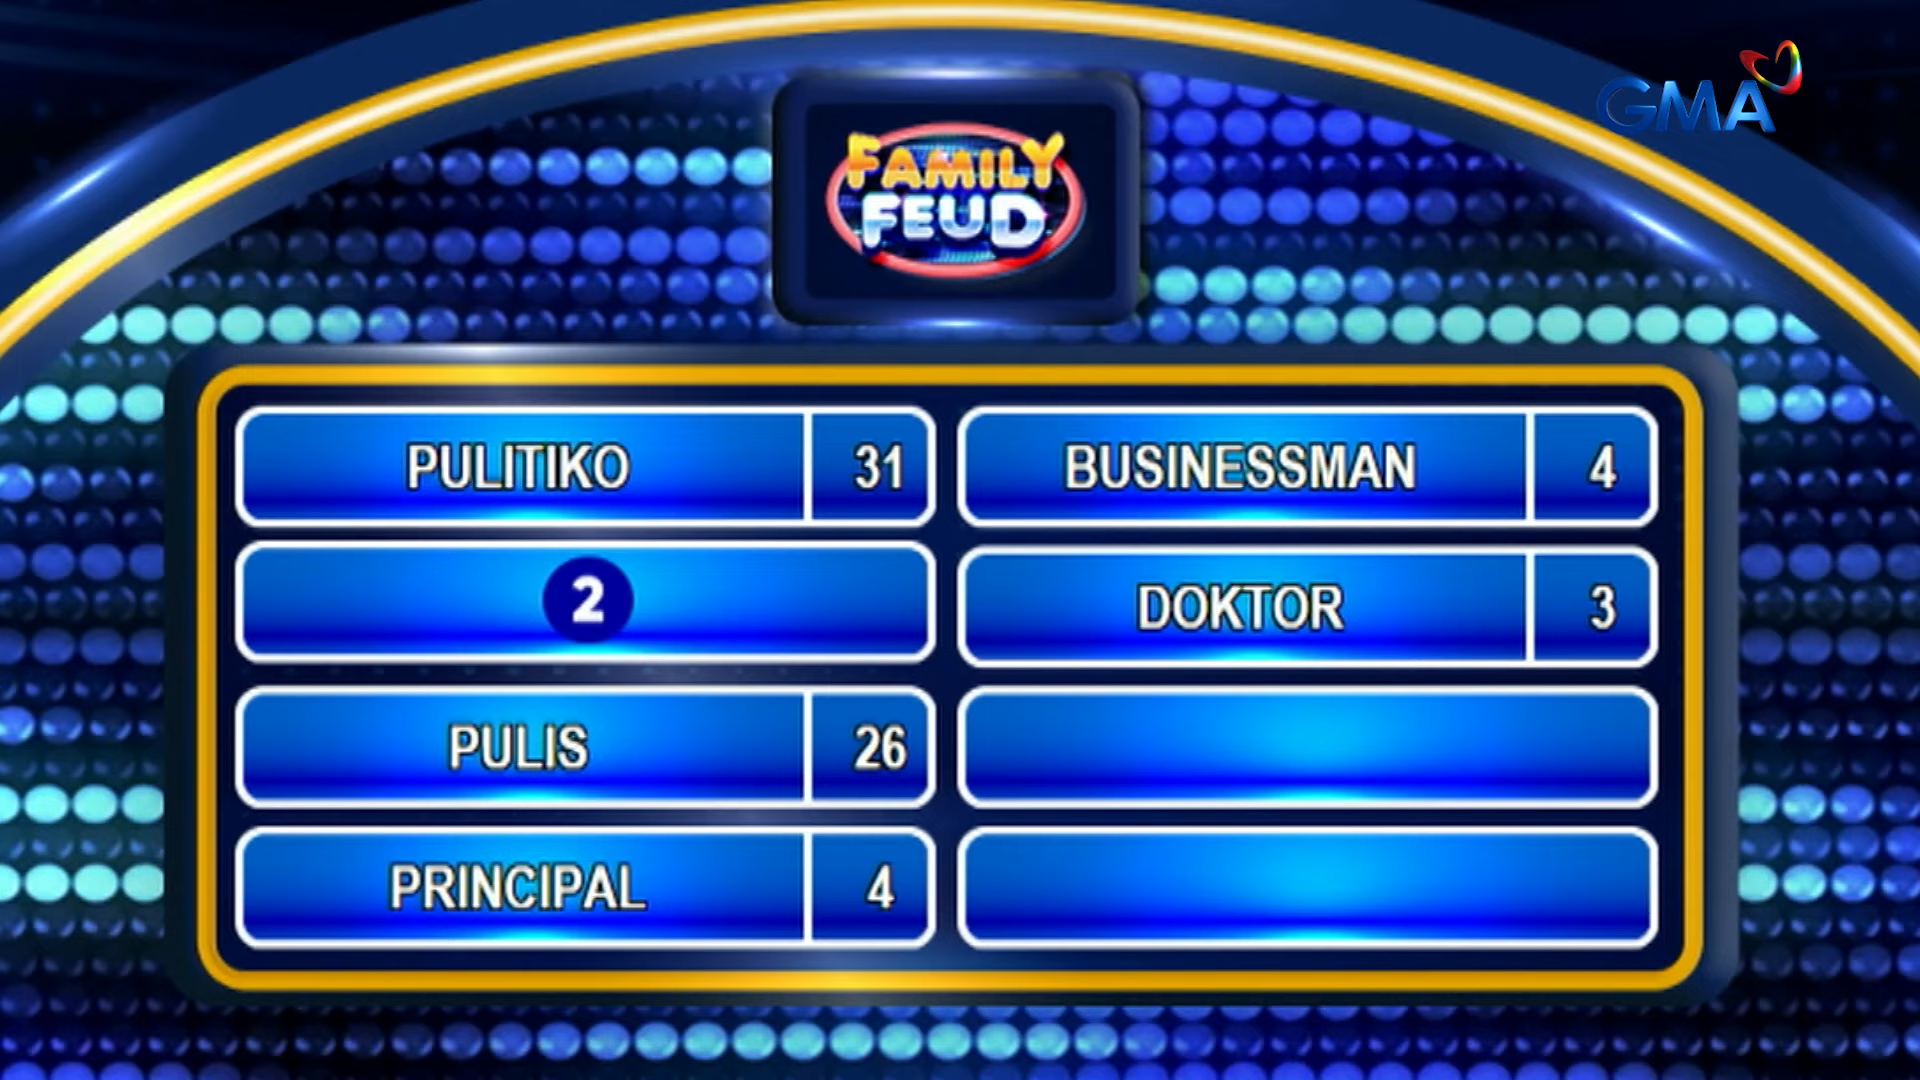 GMA
FAMILY
FEUD
PULITIKO 31
2
PULIS 26
PRINCIPAL 4
BUSINESSMAN 4
DOKTOR 3